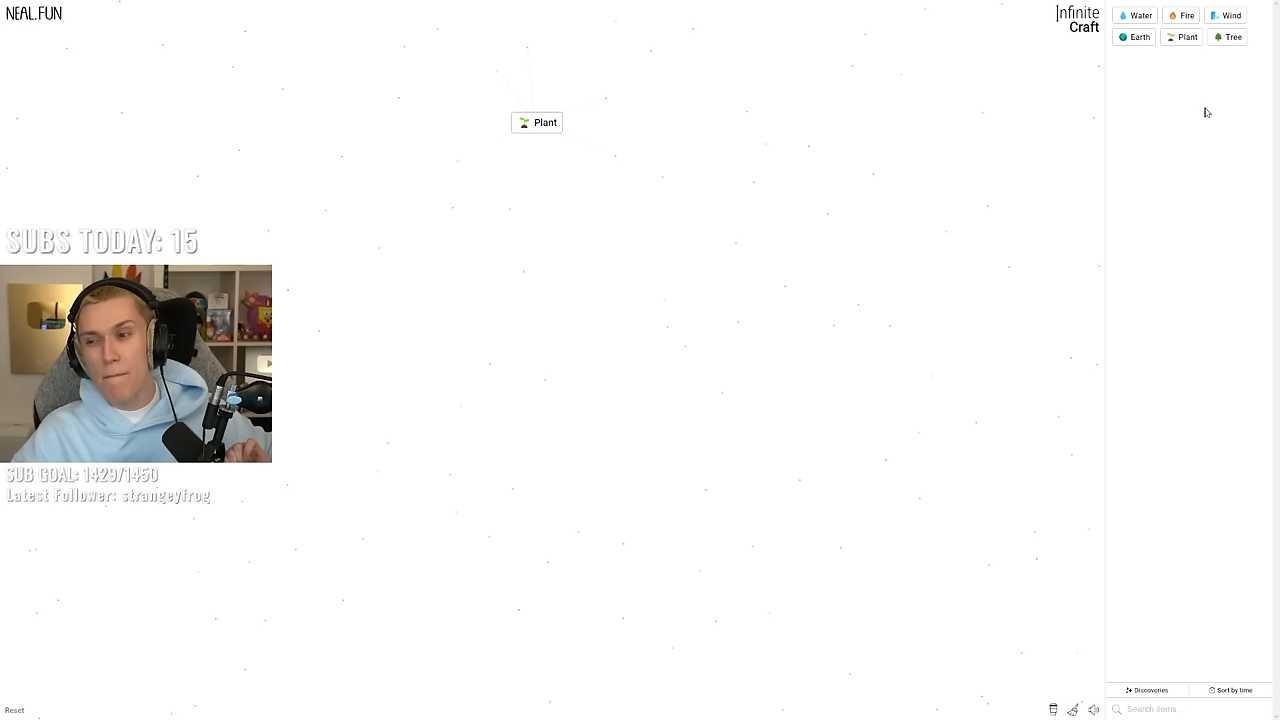 NEAL.FUN
Infinite
Craft
Water
Fire
Wind
Earth
Plant
Tree
Plant
SUBS TODAY: 15
SUB GOAL: 1429/1450
Latest Follower: strangeyfrog
Reset
Discoveries
Sort by time
Search items...